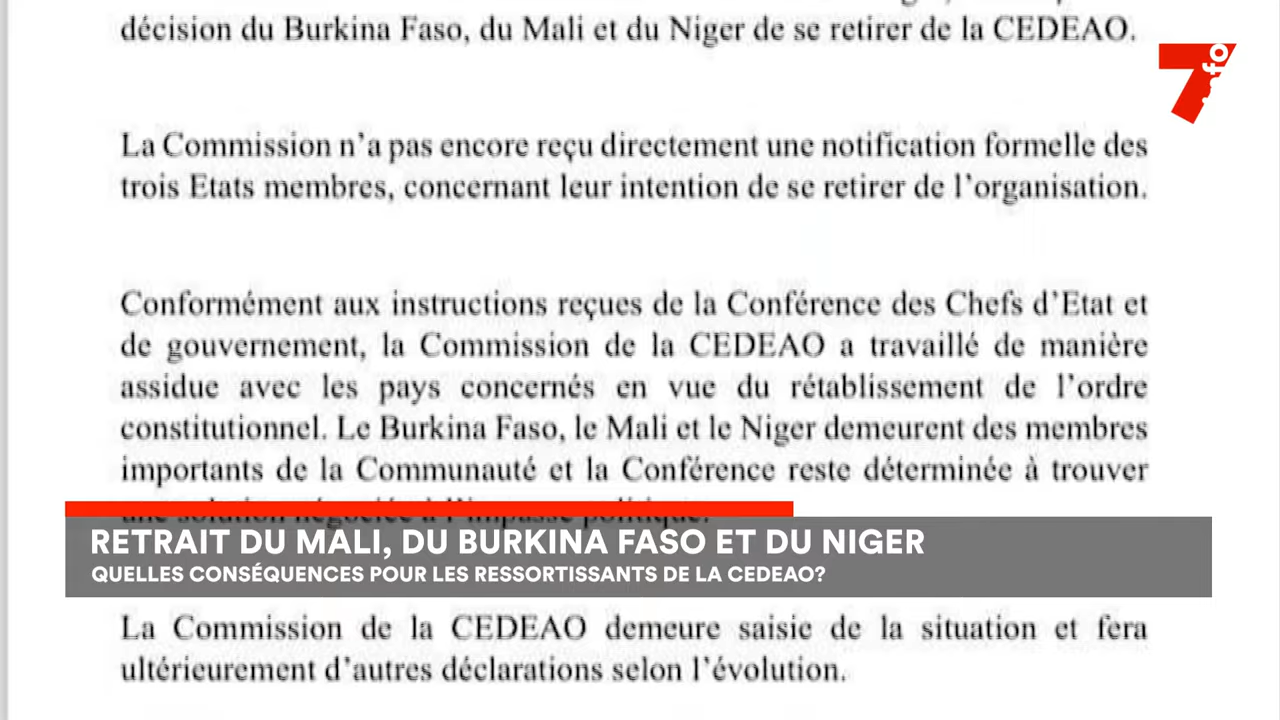 décision du Burkina Faso, du Mali et du Niger de se retirer de la CEDEAO.
7info
La Commission n’a pas encore reçu directement une notification formelle des
trois Etats membres, concernant leur intention de se retirer de l’organisation.
Conformément aux instructions reçues de la Conférence des Chefs d’Etat et
de gouvernement, la Commission de la CEDEAO a travaillé de manière
assidue avec les pays concernés en vue du rétablissement de l’ordre
constitutionnel. Le Burkina Faso, le Mali et le Niger demeurent des membres
importants de la Communauté et la Conférence reste déterminée à trouver
une solution négociée à l’impasse politique.
RETRAIT DU MALI, DU BURKINA FASO ET DU NIGER
QUELLES CONSÉQUENCES POUR LES RESSORTISSANTS DE LA CEDEAO?
La Commission de la CEDEAO demeure saisie de la situation et fera
ultérieurement d’autres déclarations selon l’évolution.